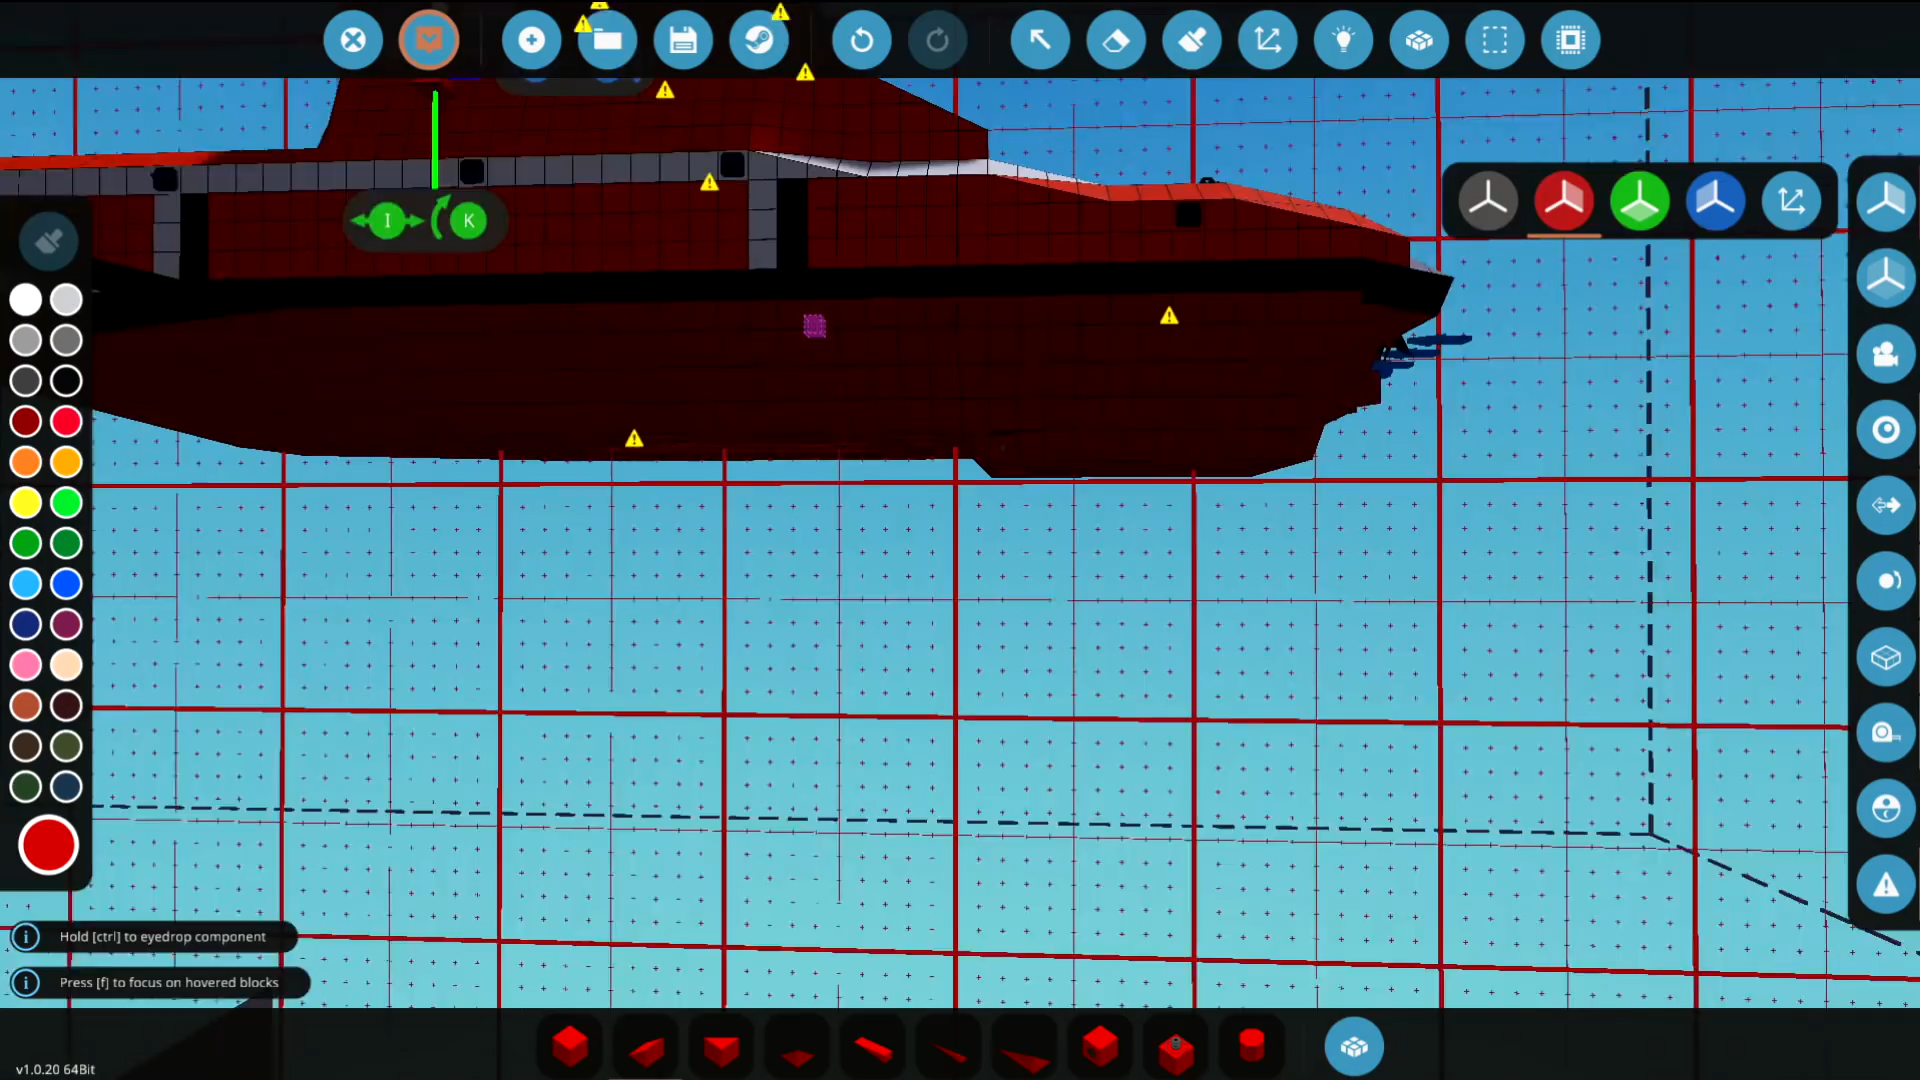 I
K
Hold [ctrl] to eyedrop component
Press [f] to focus on hovered blocks
v1.0.20 64Bit